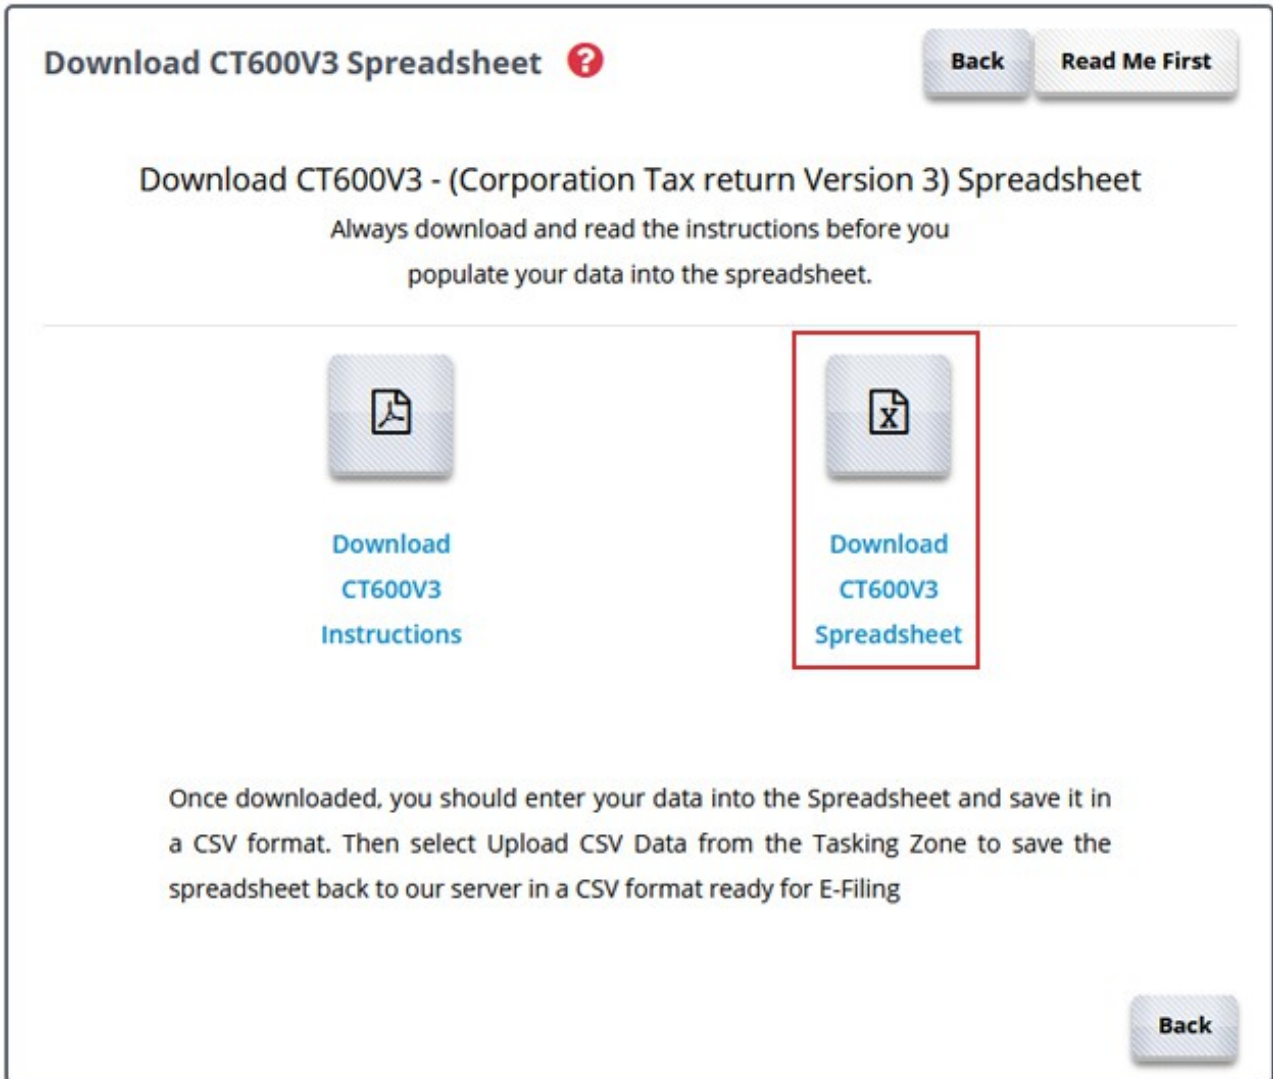 Download CT600V3 Spreadsheet ?
Back
Read Me First
Download CT600V3 - (Corporation Tax return Version 3) Spreadsheet
Always download and read the instructions before you
populate your data into the spreadsheet.
X
Download
CT600V3
Instructions
Download
CT600V3
Spreadsheet
Once downloaded, you should enter your data into the Spreadsheet and save it in
a CSV format. Then select Upload CSV Data from the Tasking Zone to save the
spreadsheet back to our server in a CSV format ready for E-Filing
Back